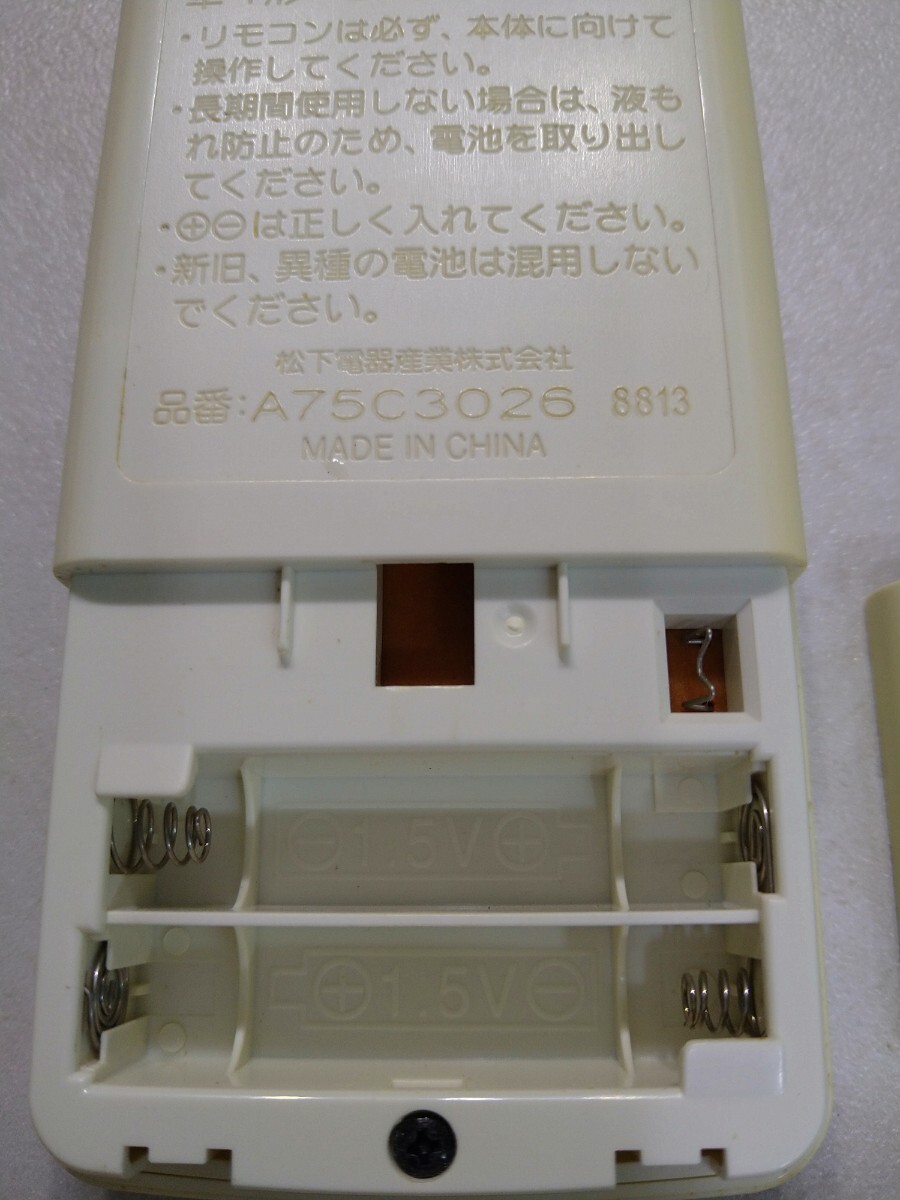 ・リモコンは必ず、本体に向けて
操作してください。
・長期間使用しない場合は、液も
れ防止のため、電池を取り出し
てください。
・⊕⊖は正しく入れてください。
・新旧、異種の電池は混用しない
でください。
松下電器産業株式会社
品番:A75C3026 8813
MADE IN CHINA
⊖1.5V⊕
⊕1.5V⊖